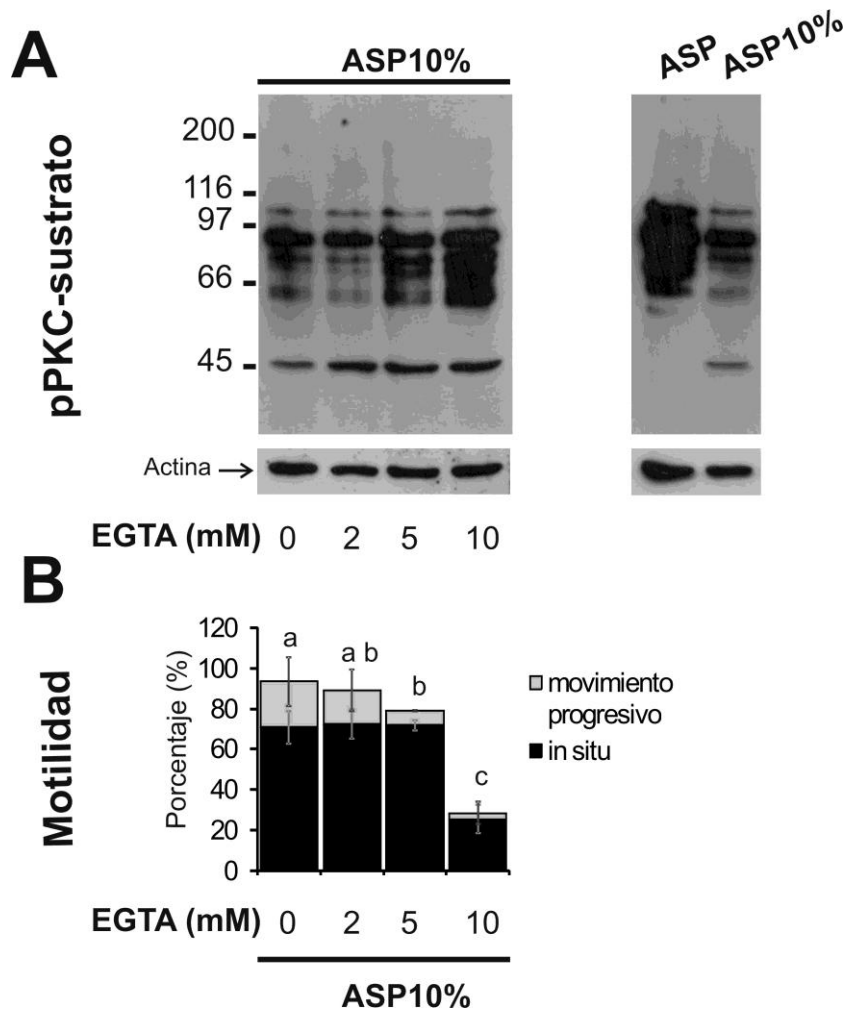 A
ASP10%
ASP
ASP10%
pPKC-sustrato
200
116
97
66
45
Actina →
EGTA (mM) 0 2 5 10
B
Motilidad
Porcentaje (%)
120
100
80
60
40
20
0
a
a b
b
c
movimiento
progresivo
in situ
EGTA (mM) 0 2 5 10
ASP10%